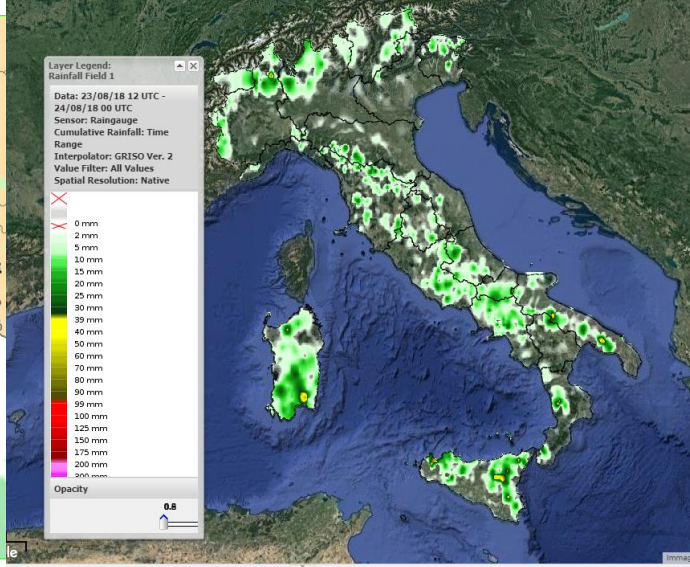 Layer Legend:
Rainfall Field 1
Data: 23/08/18 12 UTC -
24/08/18 00 UTC
Sensor: Raingauge
Cumulative Rainfall: Time
Range
Interpolator: GRISO Ver. 2
Value Filter: All Values
Spatial Resolution: Native
0 mm
2 mm
5 mm
10 mm
15 mm
20 mm
25 mm
30 mm
39 mm
40 mm
50 mm
60 mm
70 mm
80 mm
90 mm
99 mm
100 mm
125 mm
150 mm
175 mm
200 mm
300 mm
Opacity
le
Immag